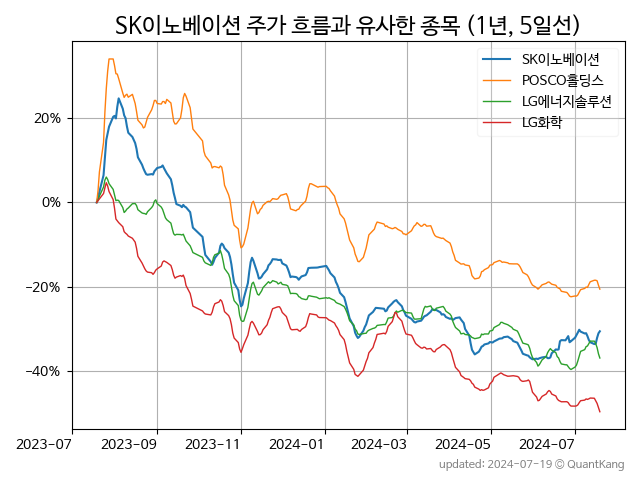 SK이노베이션 주가 흐름과 유사한 종목 (1년, 5일선)
SK이노베이션
POSCO홀딩스
LG에너지솔루션
LG화학
20%
0%
−20%
−40%
2023-07 2023-09 2023-11 2024-01 2024-03 2024-05 2024-07
updated: 2024-07-19 © QuantKang